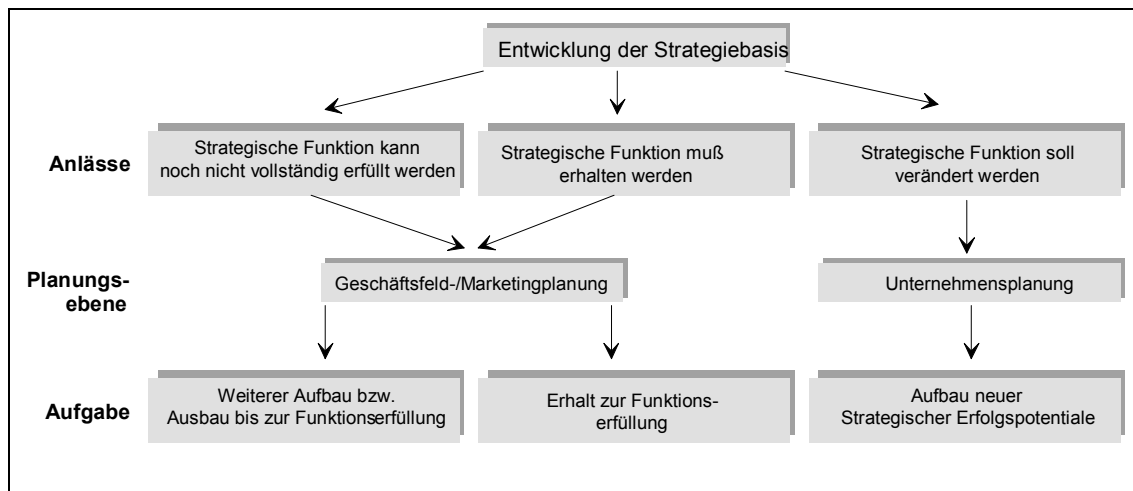 Entwicklung der Strategiebasis
Anlässe
Strategische Funktion kann
noch nicht vollständig erfüllt werden
Strategische Funktion muß
erhalten werden
Strategische Funktion soll
verändert werden
Planungs-
ebene
Geschäftsfeld-/Marketingplanung
Unternehmensplanung
Aufgabe
Weiterer Aufbau bzw.
Ausbau bis zur Funktionserfüllung
Erhalt zur Funktions-
erfüllung
Aufbau neuer
Strategischer Erfolgspotentiale